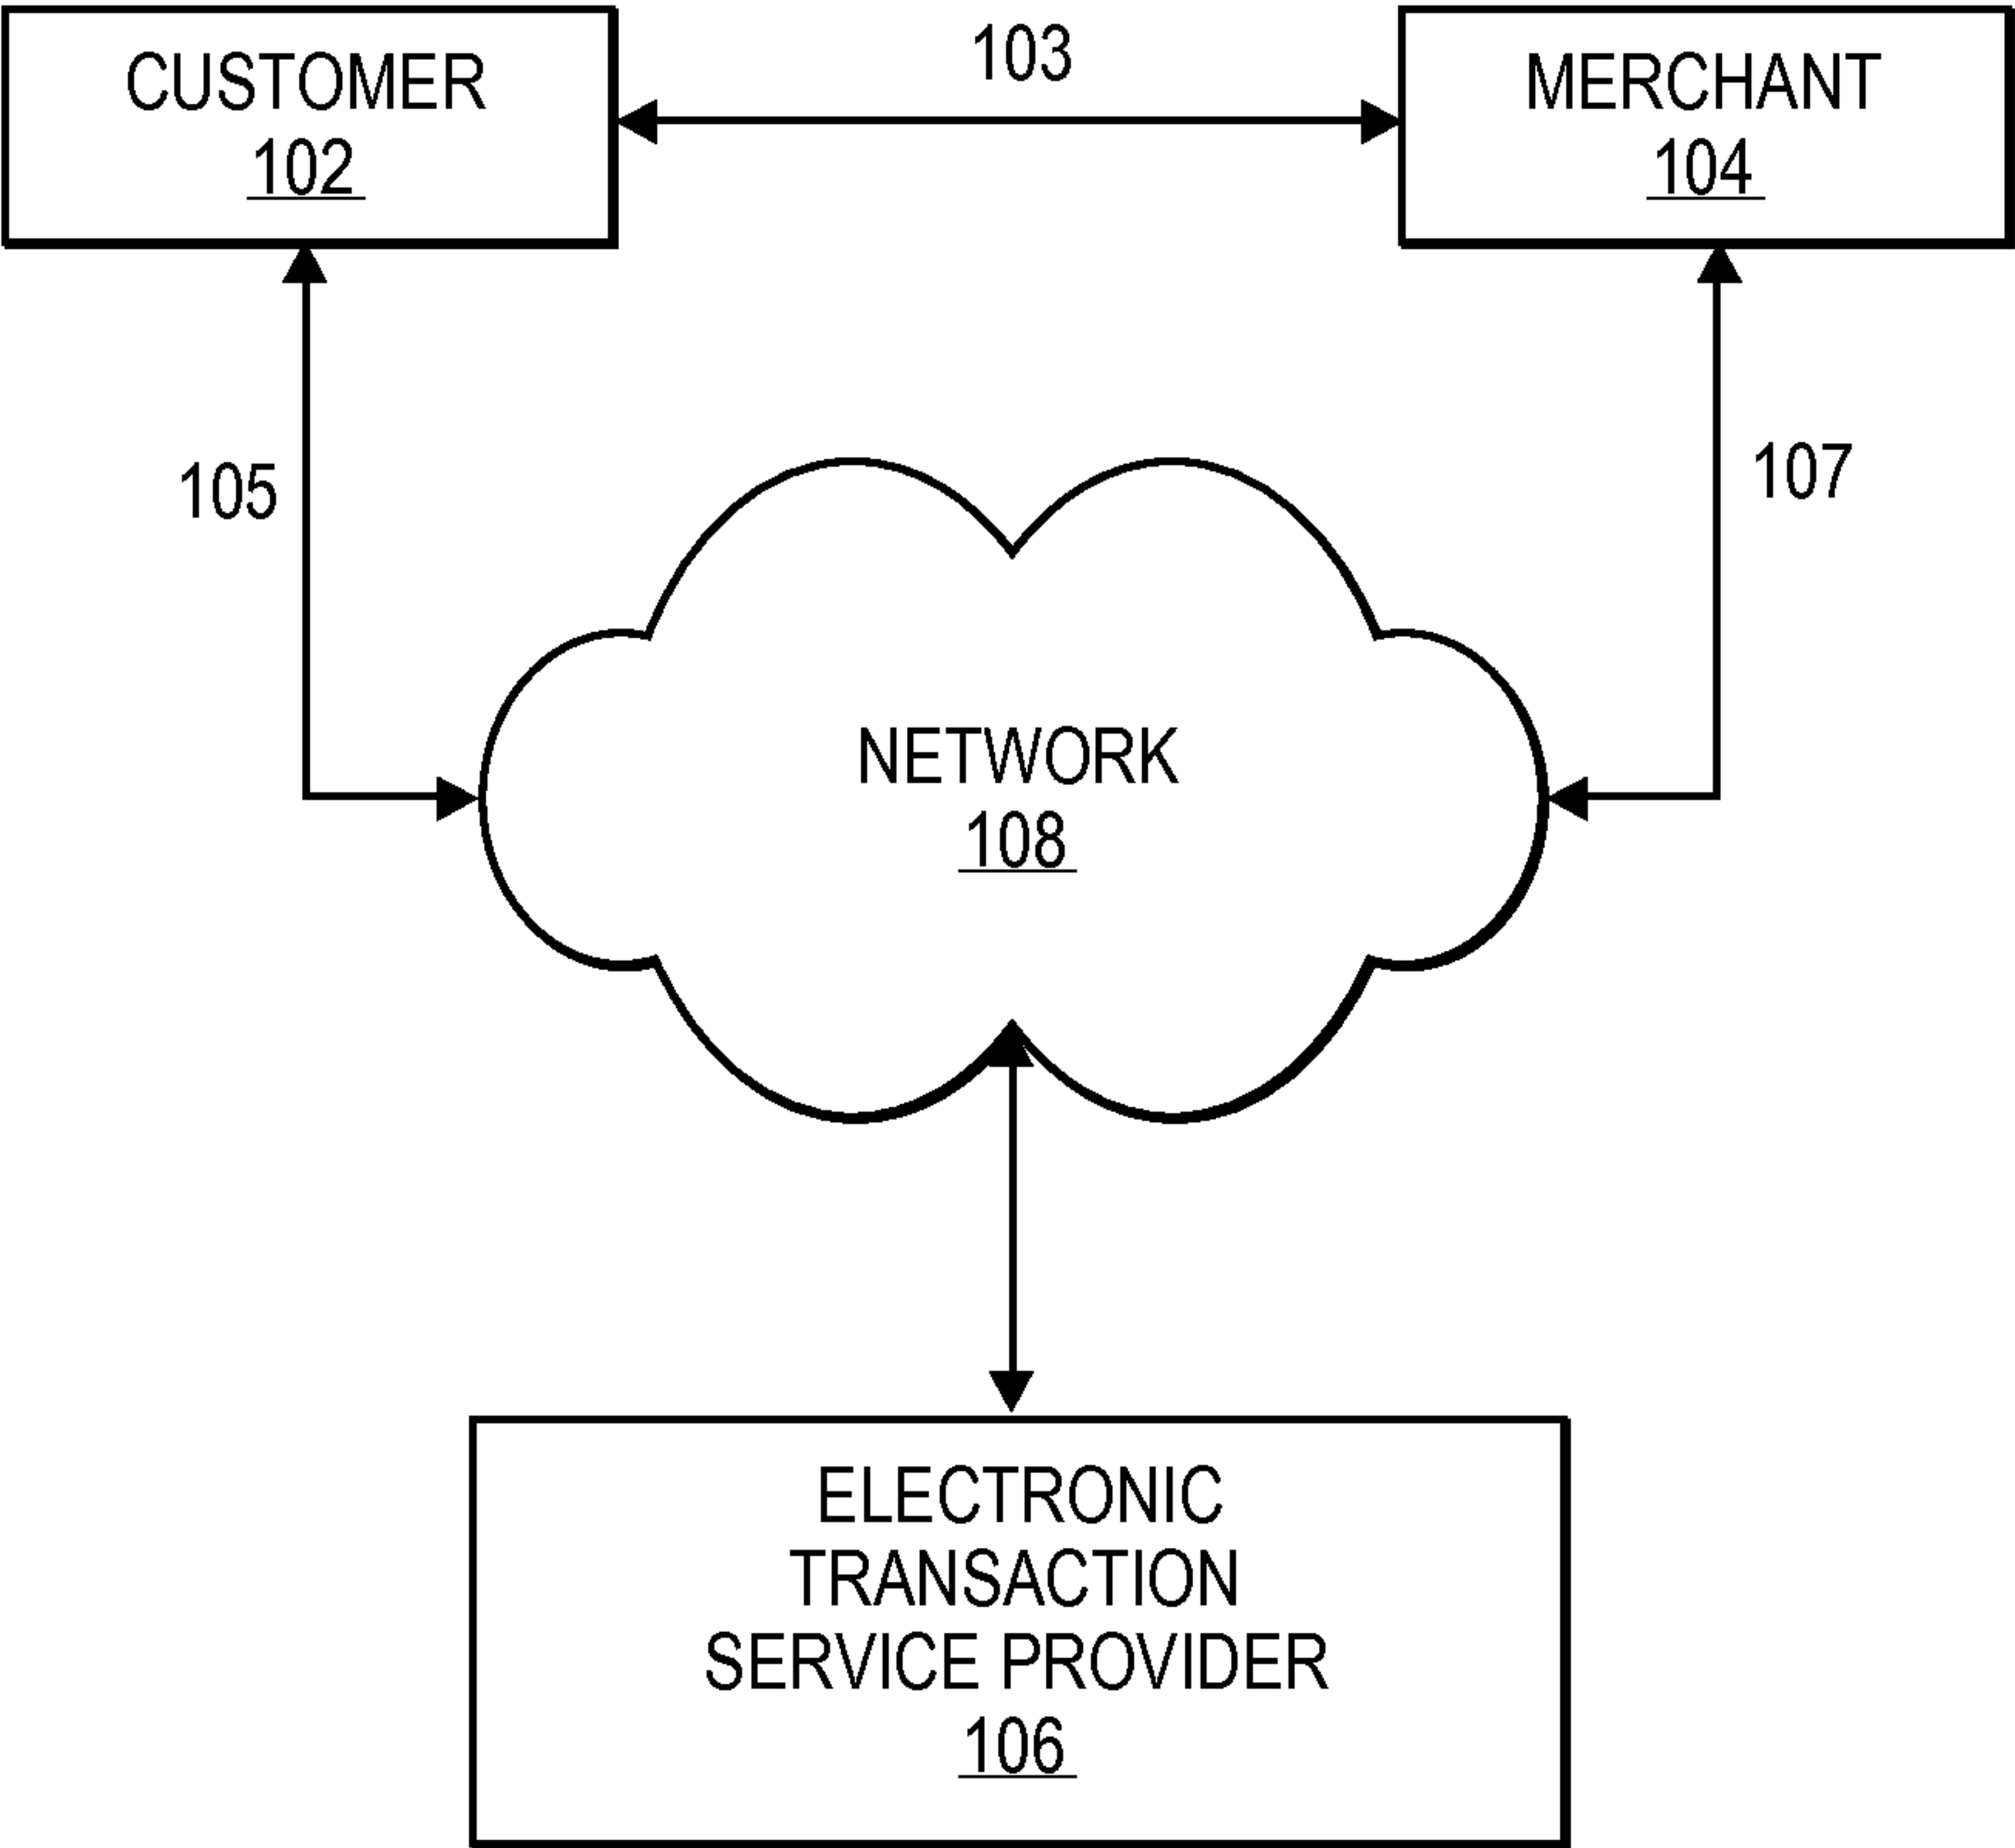 CUSTOMER
102
103
MERCHANT
104
105
107
NETWORK
108
ELECTRONIC
TRANSACTION
SERVICE PROVIDER
106